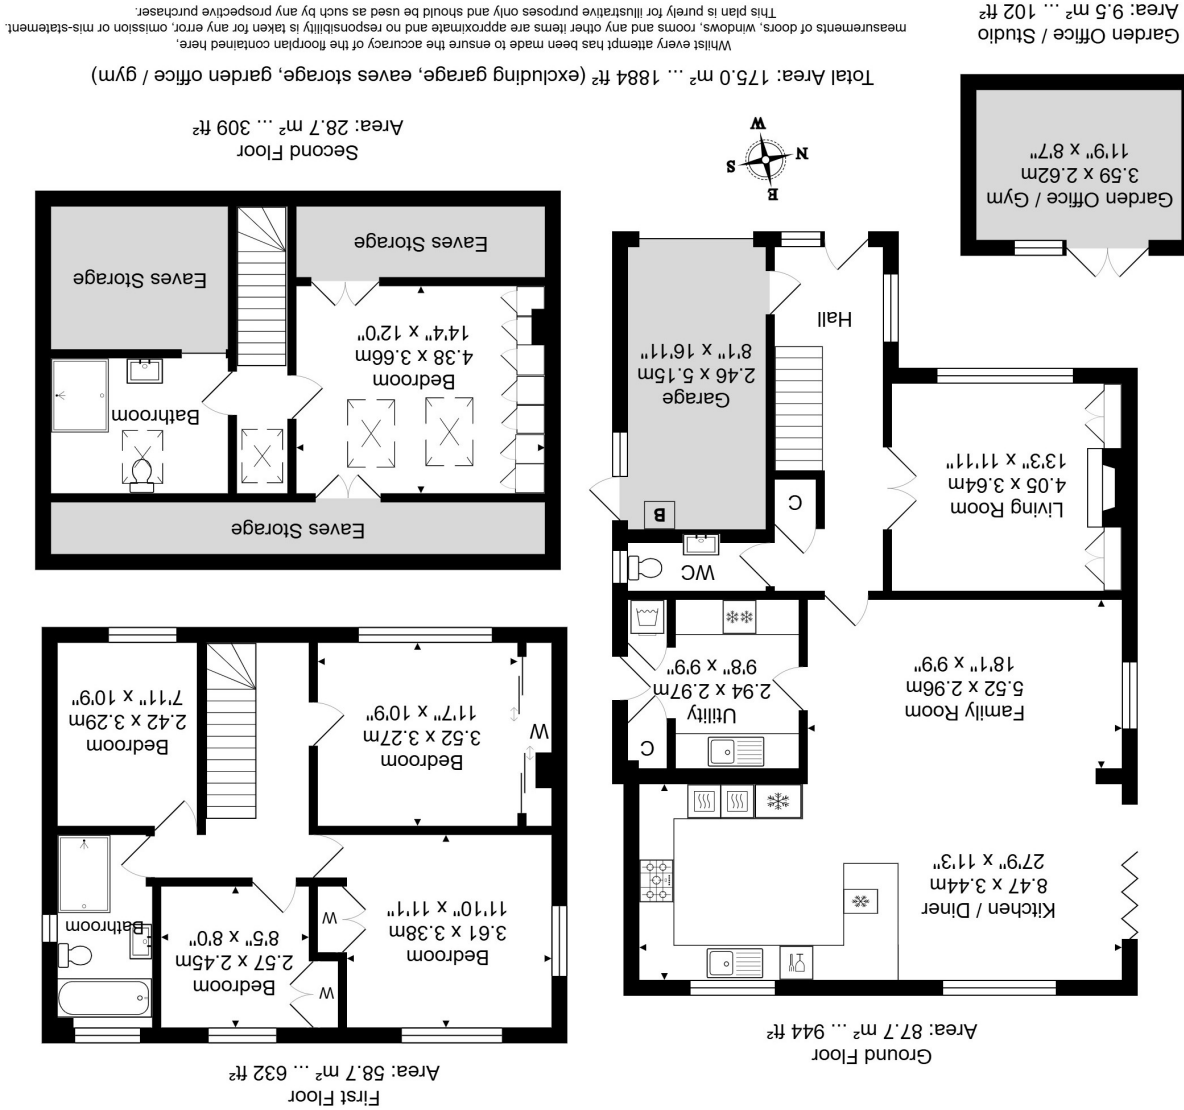 Ground Floor
Area: 87.7 m² ... 944 ft²
Kitchen / Diner
8.47 x 3.44m
27'9" x 11'3"
Family Room
5.52 x 2.96m
18'1" x 9'9"
C
Utility
2.94 x 2.97m
9'8" x 9'9"
WC
C
B
Living Room
4.05 x 3.64m
13'3" x 11'11"
Garage
2.46 x 5.15m
8'1" x 16'11"
Hall
First Floor
Area: 58.7 m² ... 632 ft²
Bedroom
3.61 x 3.38m
11'10" x 11'1"
W
W
Bedroom
2.57 x 2.45m
8'5" x 8'0"
Bathroom
W
Bedroom
3.52 x 3.27m
11'7" x 10'9"
Bedroom
2.42 x 3.29m
7'11" x 10'9"
Eaves Storage
Bedroom
4.38 x 3.66m
14'4" x 12'0"
Bathroom
Eaves Storage
Eaves Storage
Second Floor
Area: 28.7 m² ... 309 ft²
E
N
S
W
Garden Office / Gym
3.59 x 2.62m
11'9" x 8'7"
Garden Office / Studio
Area: 9.5 m² ... 102 ft²
Total Area: 175.0 m² ... 1884 ft² (excluding garage, eaves storage, garden office / gym)
Whilst every attempt has been made to ensure the accuracy of the floorplan contained here,
measurements of doors, windows, rooms and any other items are approximate and no responsibility is taken for any error, omission or mis-statement.
This plan is purely for illustrative purposes only and should be used as such by any prospective purchaser.